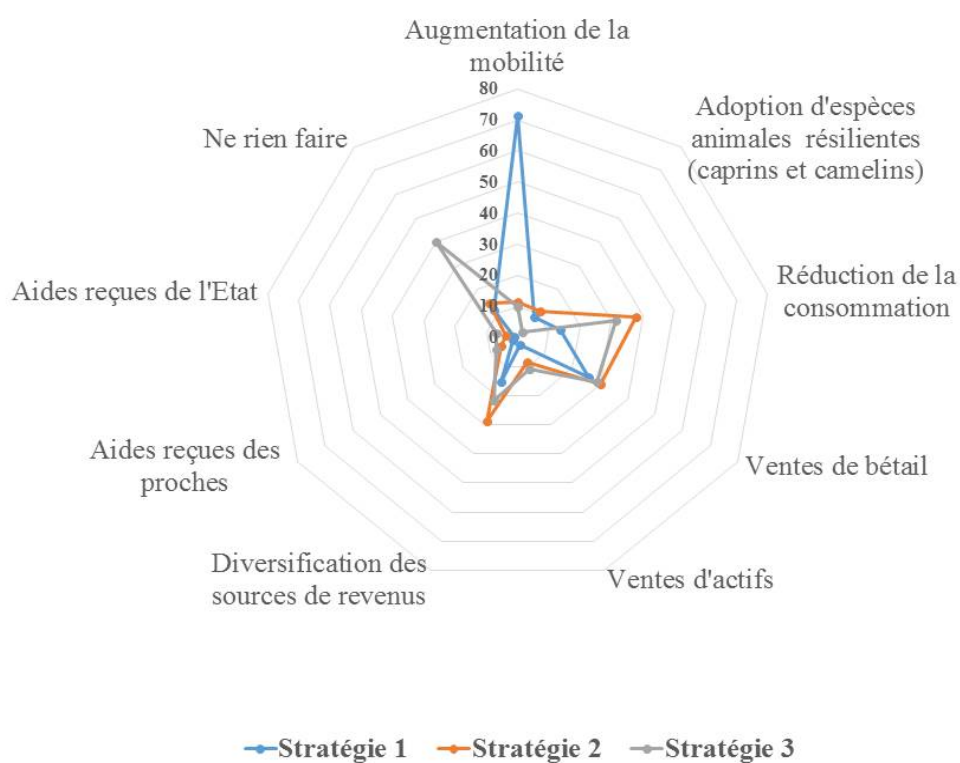 Augmentation de la
mobilité
80
70
60
50
40
30
20
10
0
Adoption d'espèces
animales résilientes
(caprins et camelins)
Réduction de la
consommation
Ventes de bétail
Ventes d'actifs
Diversification des
sources de revenus
Aides reçues des
proches
Aides reçues de l'Etat
Ne rien faire
Stratégie 1 Stratégie 2 Stratégie 3